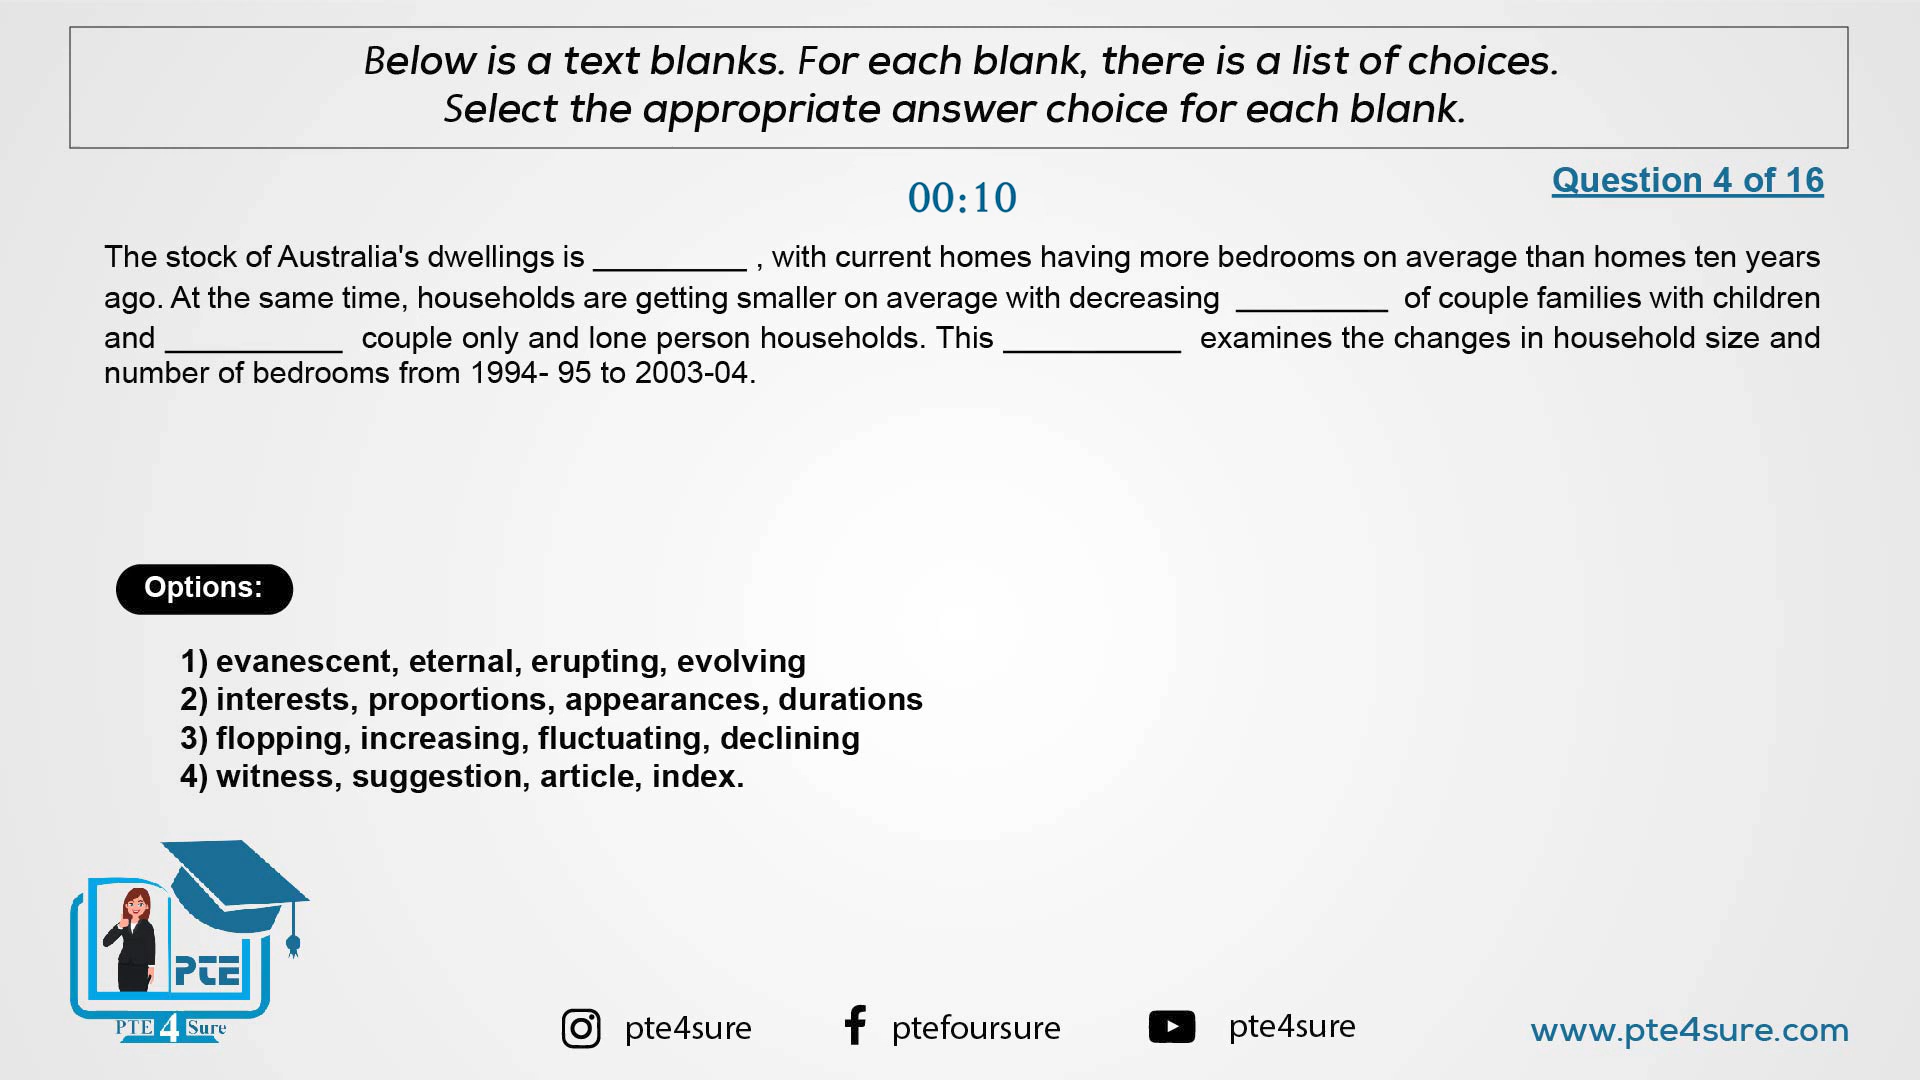 Below is a text blanks. For each blank, there is a list of choices.
Select the appropriate answer choice for each blank.
00:10
Question 4 of 16
The stock of Australia's dwellings is _________ , with current homes having more bedrooms on average than homes ten years
ago. At the same time, households are getting smaller on average with decreasing _________ of couple families with children
and __________ couple only and lone person households. This __________ examines the changes in household size and
number of bedrooms from 1994- 95 to 2003-04.
Options:
1) evanescent, eternal, erupting, evolving
2) interests, proportions, appearances, durations
3) flopping, increasing, fluctuating, declining
4) witness, suggestion, article, index.
PTE
PTE 4 Sure
pte4sure
ptefoursure
pte4sure
www.pte4sure.com